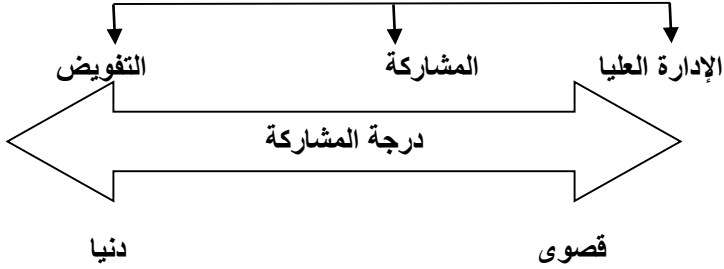 الإدارة العليا المشاركة التفويض
درجة المشاركة
قصوى دنيا